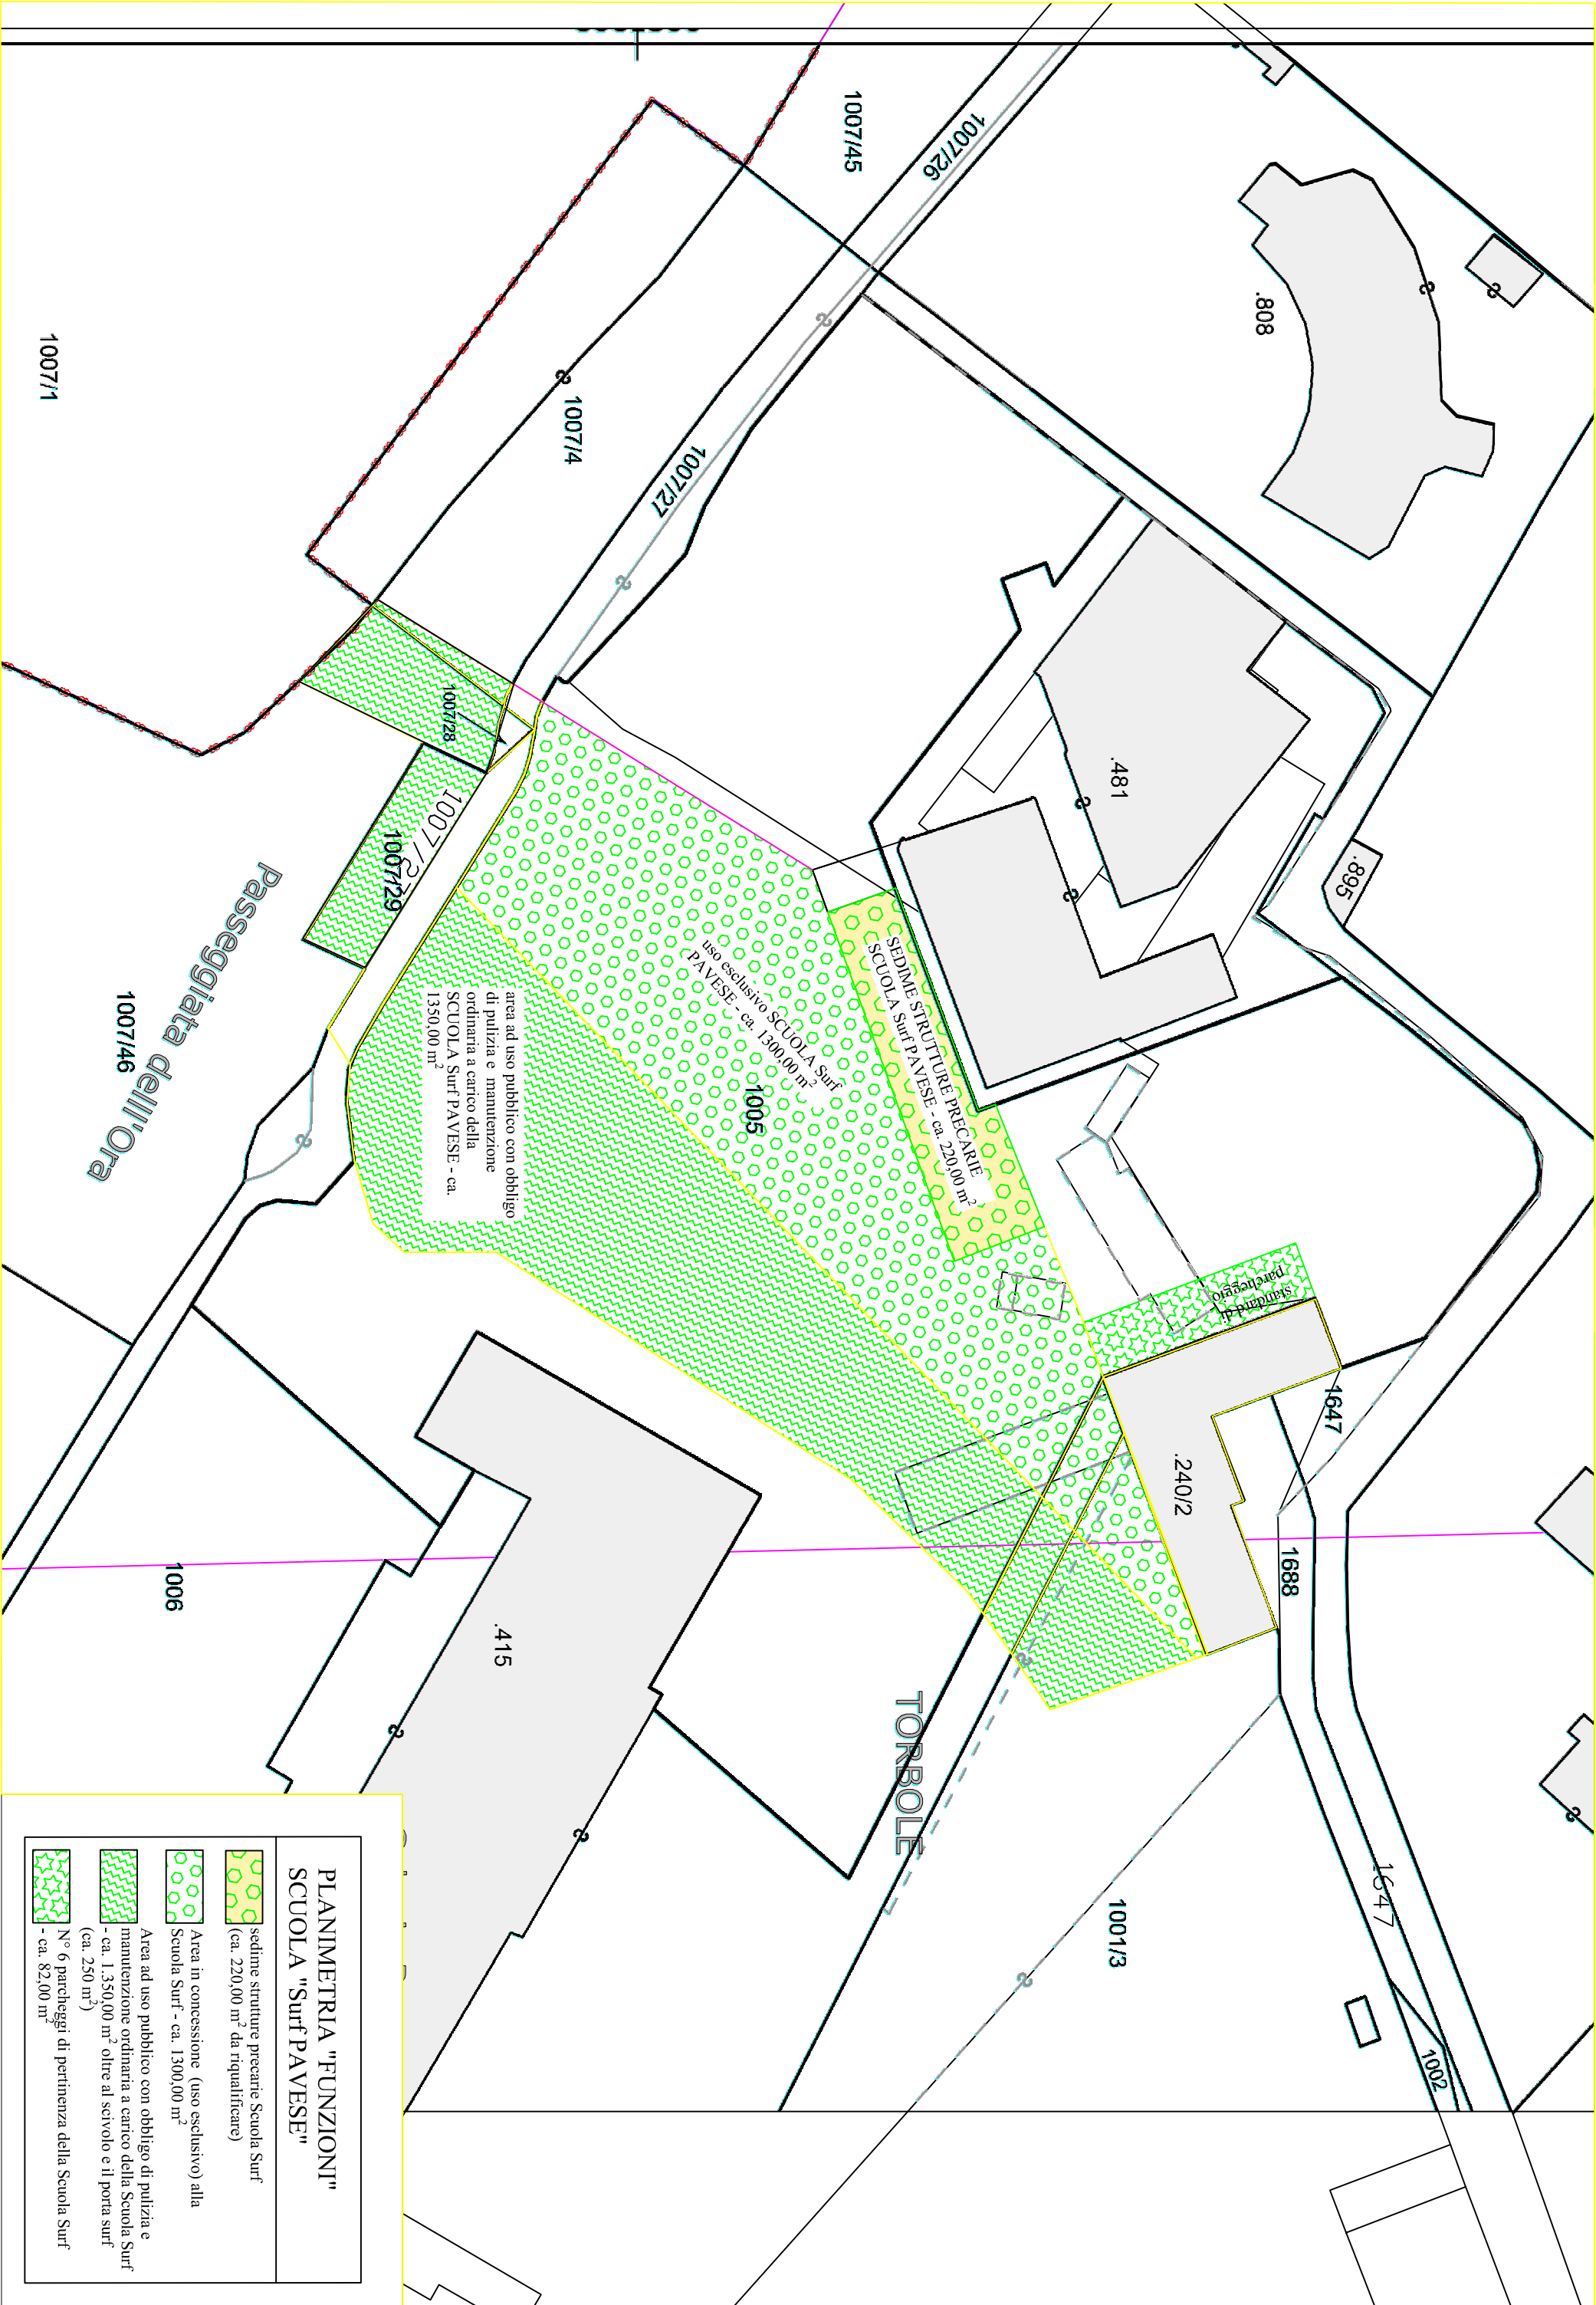 1007/45
1007/26
.808
1007/1
1007/4
1007/27
.481
.895
1007/28
1007/29
1007/27
Passeggiata delll'Ora
1007/46
SEDIME STRUTTURE PRECARIE
SCUOLA Surf PAVESE - ca. 220,00 m²
uso esclusivo SCUOLA Surf
PAVESE - ca. 1300,00 m²
1005
area ad uso pubblico con obbligo
di pulizia e manutenzione
ordinaria a carico della
SCUOLA Surf PAVESE - ca.
1350,00 m²
standard di
parcheggio
1647
.240/2
1688
1006
.415
TORBOLE
1647
1001/3
1002
PLANIMETRIA "FUNZIONI"
SCUOLA "Surf PAVESE"
sedime strutture precarie Scuola Surf
(ca. 220,00 m² da riqualificare)
Area in concessione (uso esclusivo) alla
Scuola Surf - ca. 1300,00 m²
Area ad uso pubblico con obbligo di pulizia e
manutenzione ordinaria a carico della Scuola Surf
- ca. 1.350,00 m² oltre al scivolo e il porta surf
(ca. 250 m²)
N° 6 parcheggi di pertinenza della Scuola Surf
- ca. 82,00 m²